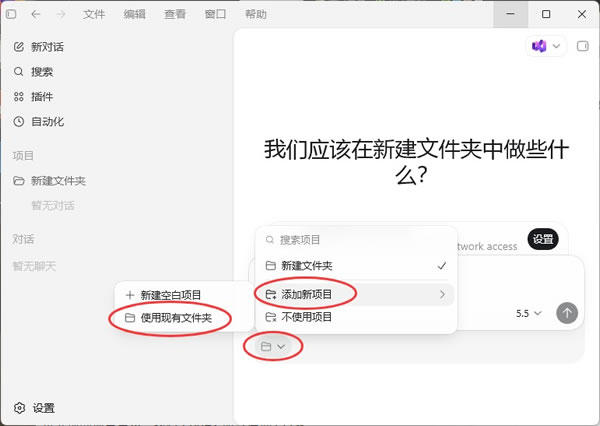 文件 编辑 查看 窗口 帮助
新对话
搜索
插件
自动化
项目
新建文件夹
暂无对话
对话
暂无聊天
设置
我们应该在新建文件夹中做些什
么？
搜索项目
新建文件夹
添加新项目
不使用项目
新建空白项目
使用现有文件夹
twork access
设置
5.5